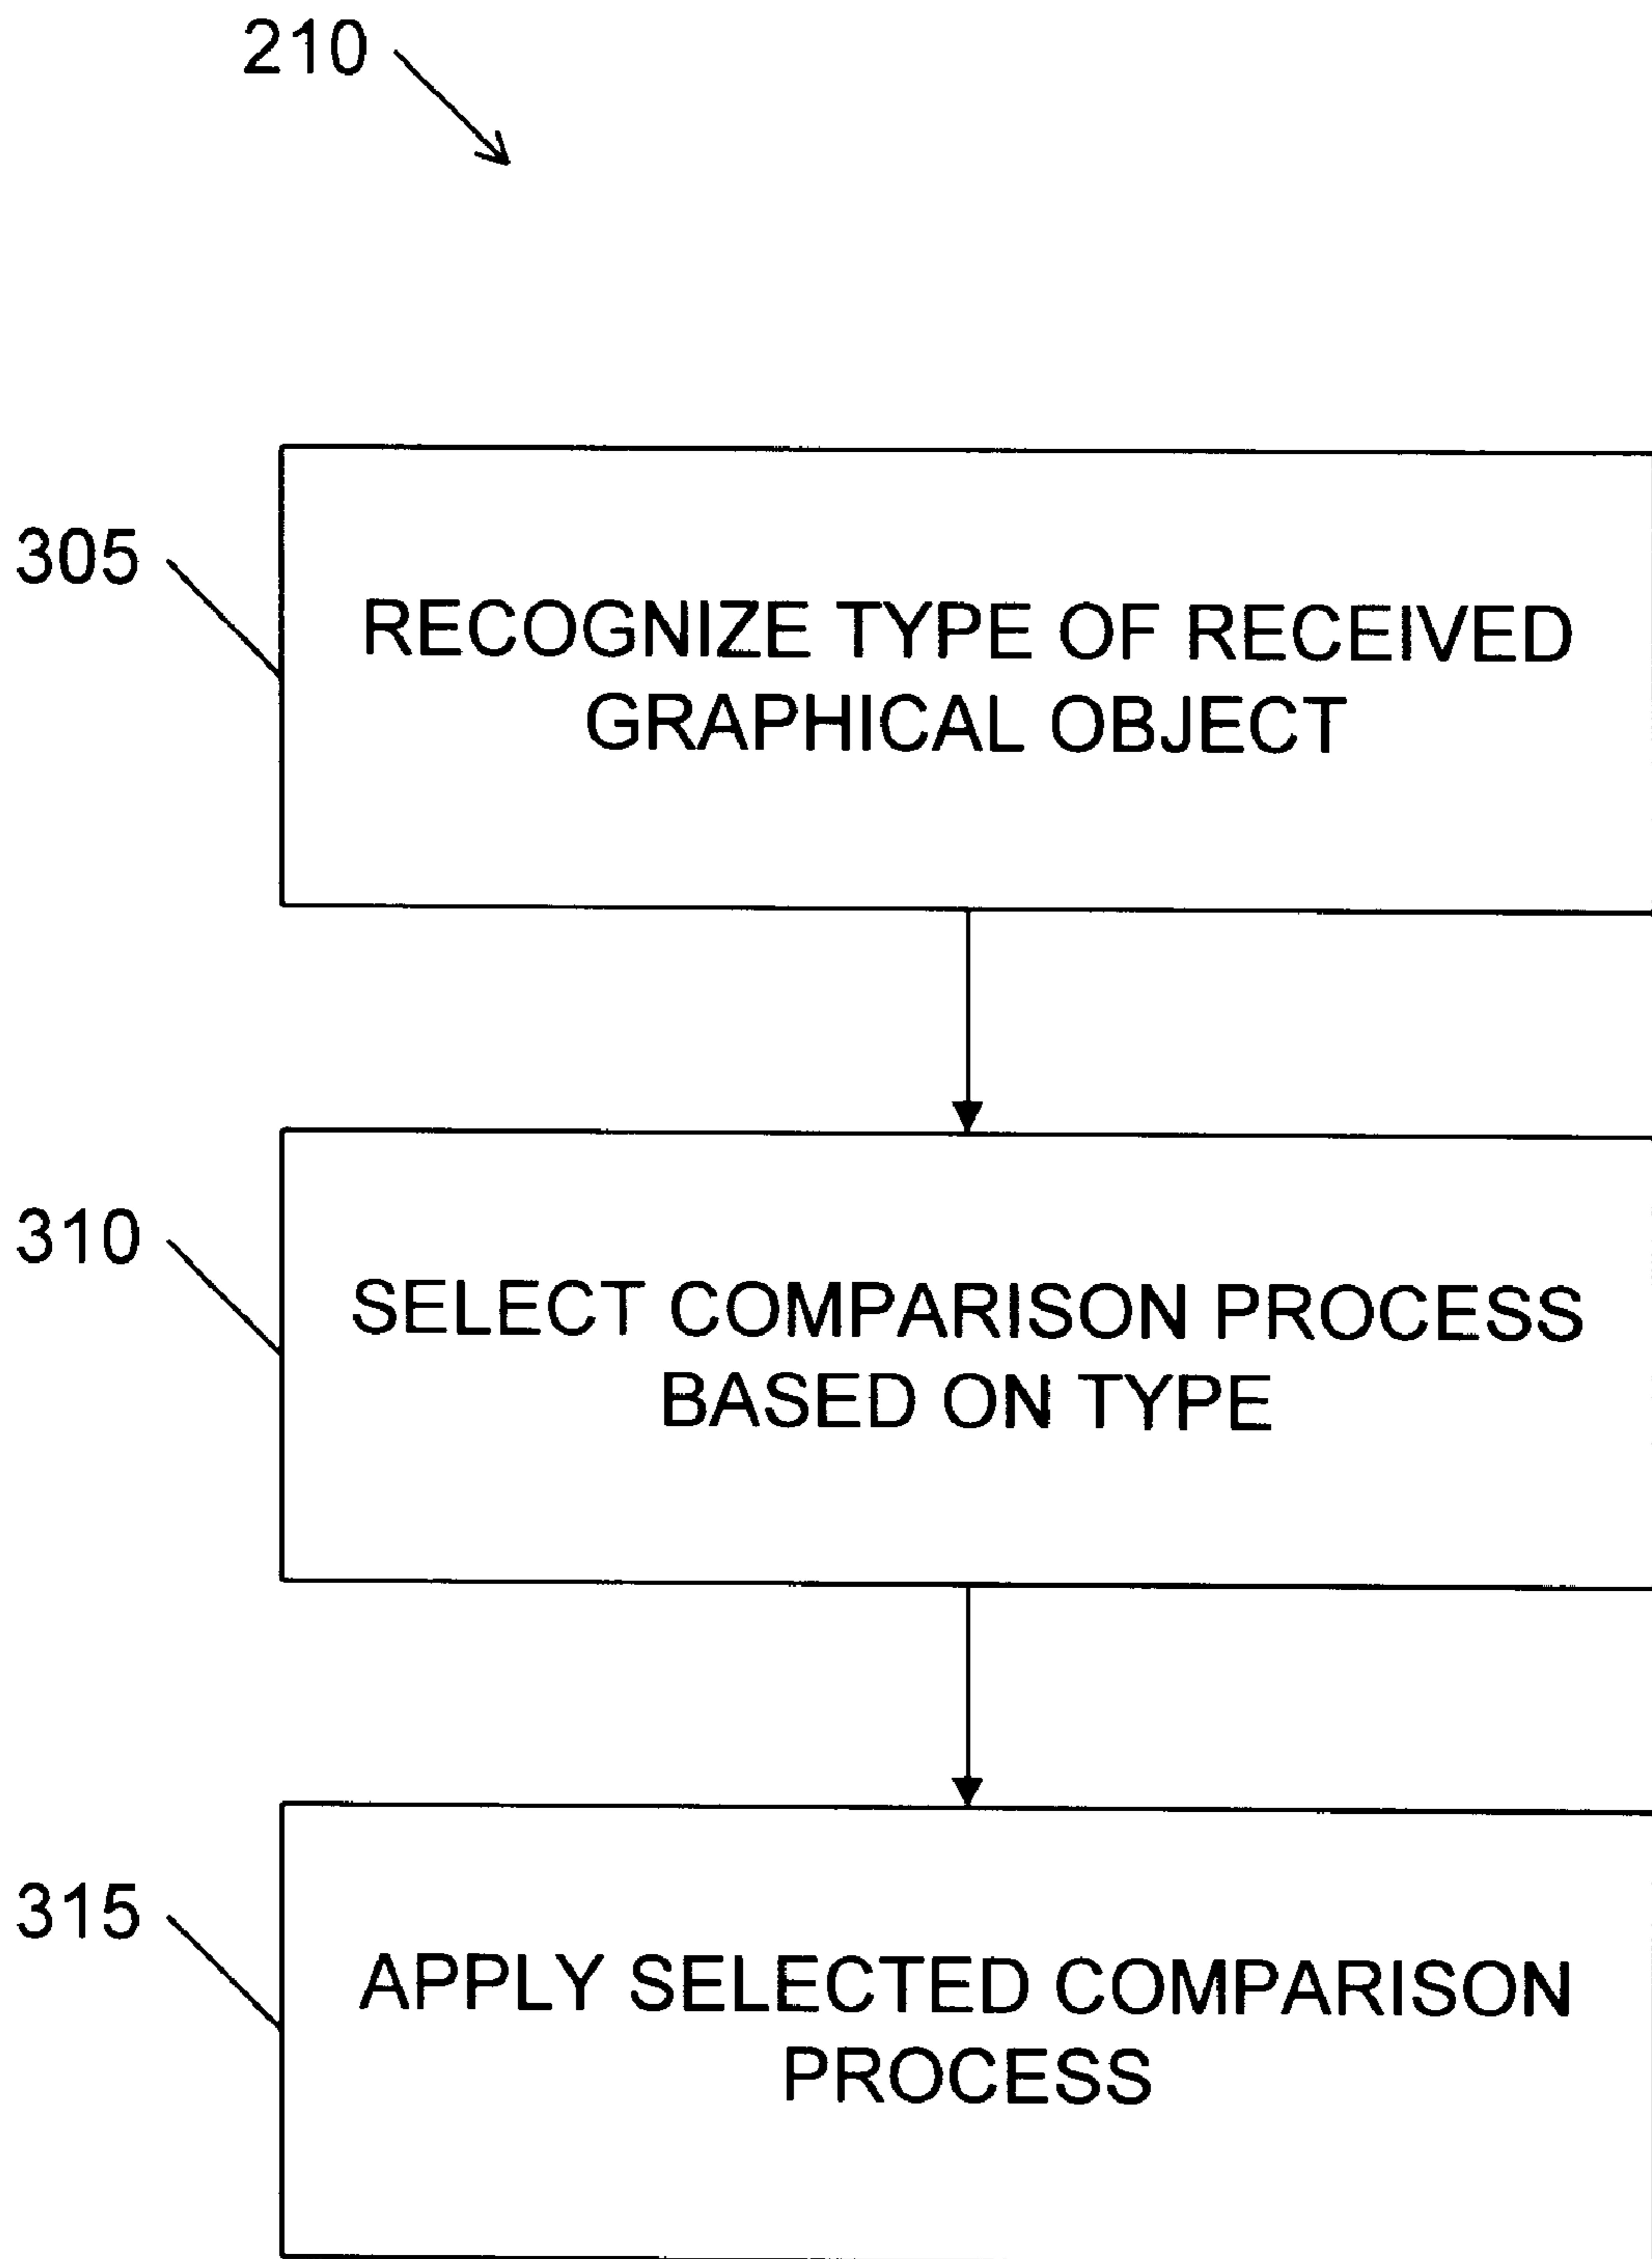 210
305
RECOGNIZE TYPE OF RECEIVED
GRAPHICAL OBJECT
310
SELECT COMPARISON PROCESS
BASED ON TYPE
315
APPLY SELECTED COMPARISON
PROCESS